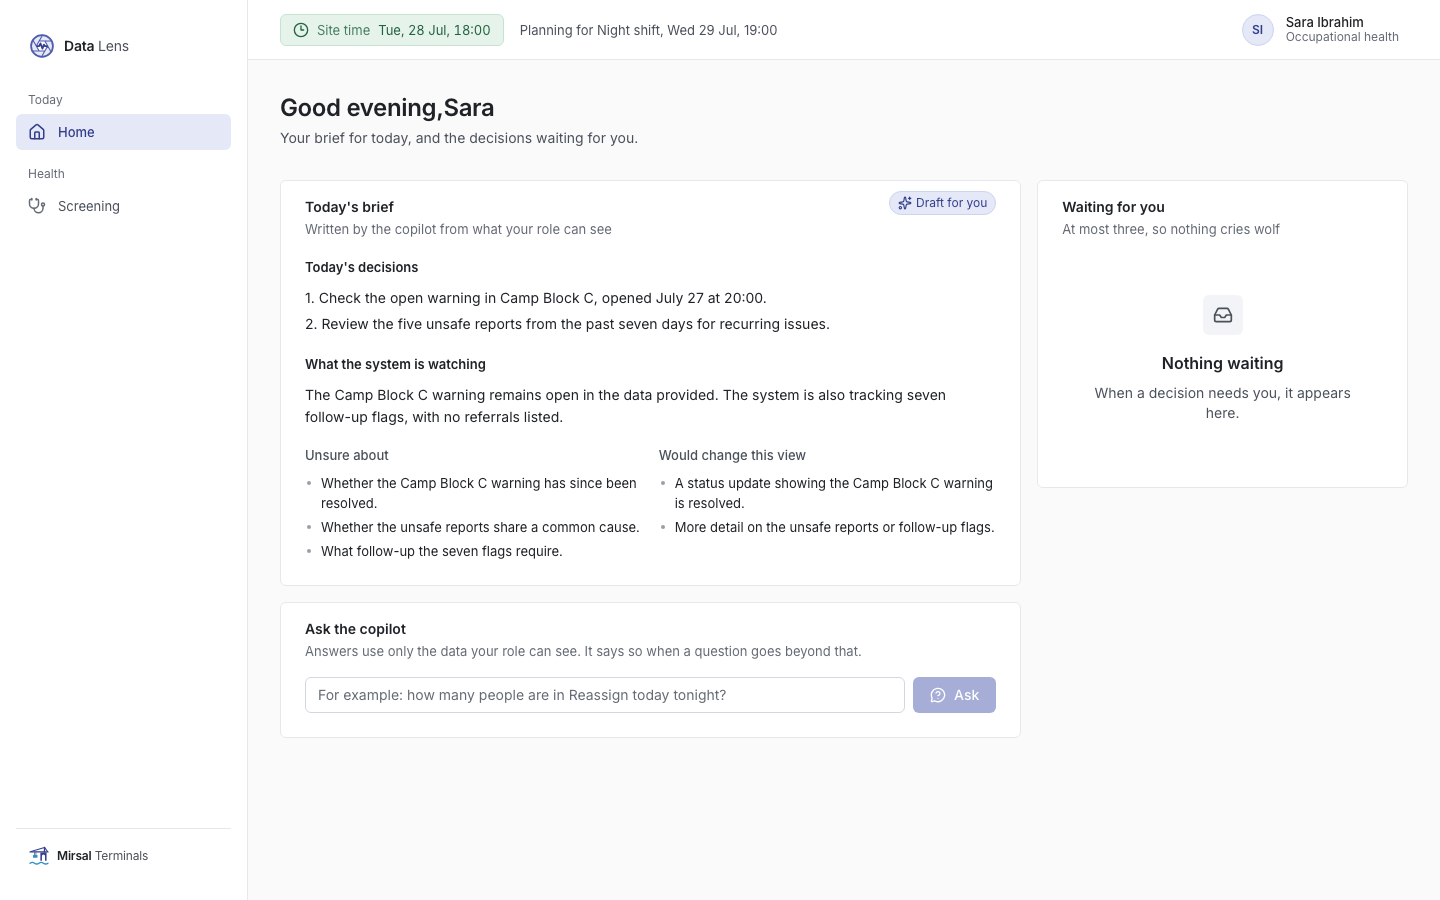 Data Lens
Today
Home
Health
Screening
Mirsal Terminals
Site time Tue, 28 Jul, 18:00
Planning for Night shift, Wed 29 Jul, 19:00
SI
Sara Ibrahim
Occupational health
Good evening,Sara
Your brief for today, and the decisions waiting for you.
Today's brief
Draft for you
Written by the copilot from what your role can see
Today's decisions
1. Check the open warning in Camp Block C, opened July 27 at 20:00.
2. Review the five unsafe reports from the past seven days for recurring issues.
What the system is watching
The Camp Block C warning remains open in the data provided. The system is also tracking seven
follow-up flags, with no referrals listed.
Unsure about
• Whether the Camp Block C warning has since been
resolved.
• Whether the unsafe reports share a common cause.
• What follow-up the seven flags require.
Would change this view
• A status update showing the Camp Block C warning
is resolved.
• More detail on the unsafe reports or follow-up flags.
Ask the copilot
Answers use only the data your role can see. It says so when a question goes beyond that.
For example: how many people are in Reassign today tonight?
Ask
Waiting for you
At most three, so nothing cries wolf
Nothing waiting
When a decision needs you, it appears
here.